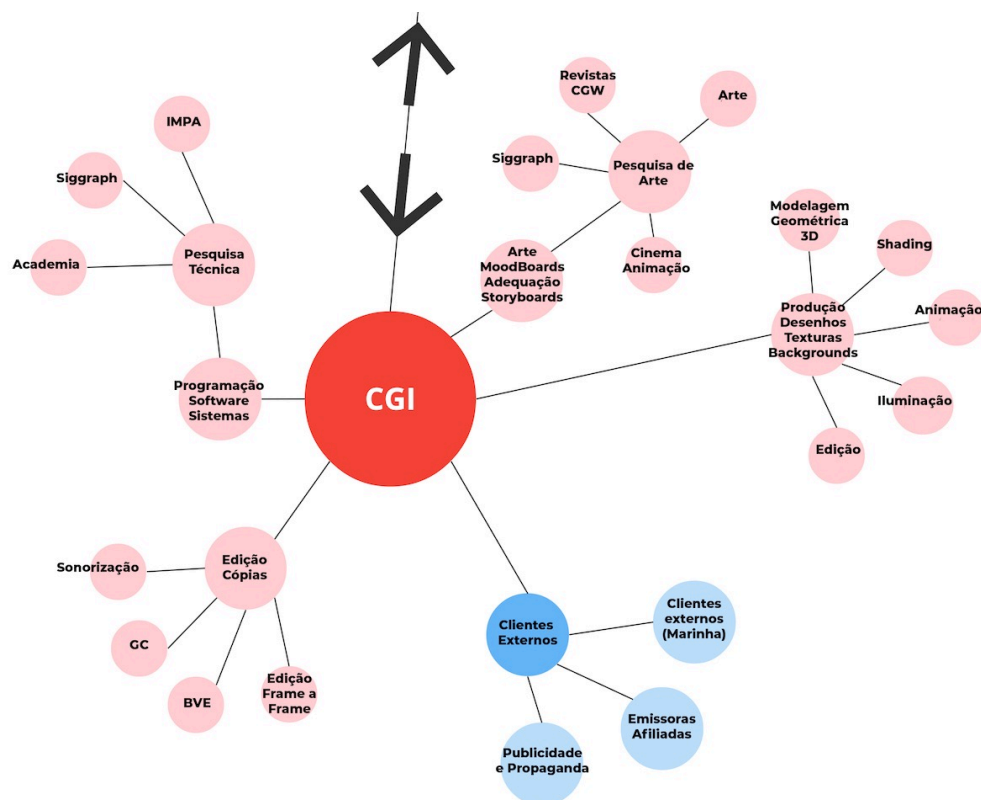 IMPA
Siggraph
Academia
Pesquisa
Técnica
Programação
Software
Sistemas
Revistas
CGW
Arte
Siggraph
Pesquisa de
Arte
Cinema
Animação
Arte
MoodBoards
Adequação
Storyboards
Modelagem
Geométrica
3D
Shading
Animação
Produção
Desenhos
Texturas
Backgrounds
Iluminação
Edição
CGI
Edição
Cópias
Sonorização
GC
BVE
Edição
Frame a
Frame
Clientes
Externos
Clientes
externos
(Marinha)
Emissoras
Afiliadas
Publicidade
e Propaganda